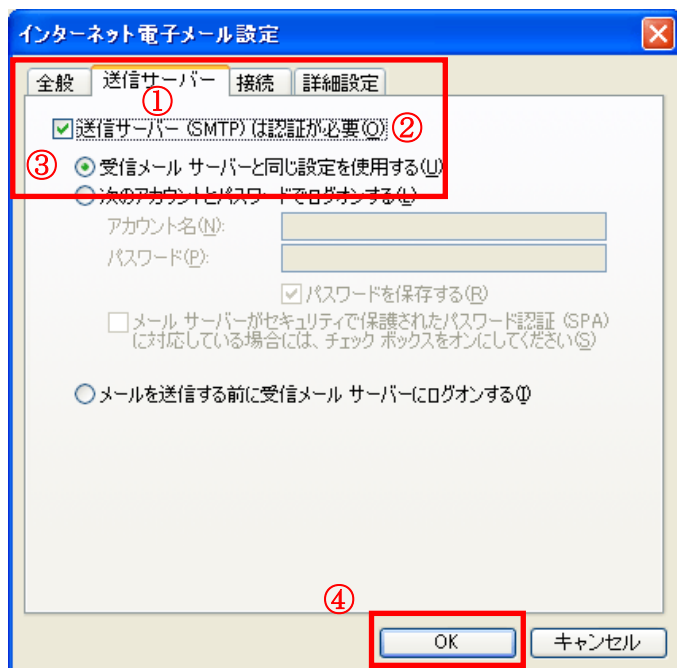 インターネット電子メール設定
全般 送信サーバー 接続 詳細設定
①
送信サーバー (SMTP) は認証が必要(O) ②
③ 受信メール サーバーと同じ設定を使用する(U)
次のアカウントとパスワードでログオンする(L)
アカウント名(N):
パスワード(P):
パスワードを保存する(R)
メール サーバーがセキュリティで保護されたパスワード認証 (SPA)
に対応している場合には、チェック ボックスをオンにしてください(S)
メールを送信する前に受信メール サーバーにログオンする(I)
④
OK キャンセル